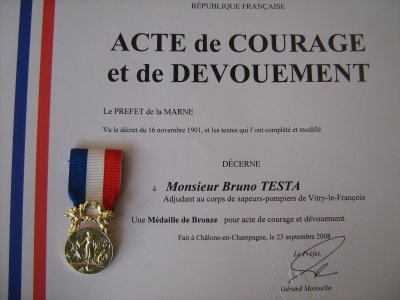 RÉPUBLIQUE FRANÇAISE
ACTE de COURAGE
et de DEVOUEMENT
Le PREFET de la MARNE
Vu le décret du 16 novembre 1901, et les textes qui l'ont complété et modifié
DÉCERNE
à Monsieur Bruno TESTA
Adjudant au corps de sapeurs-pompiers de Vitry-le-François
Une Médaille de Bronze pour acte de courage et dévouement.
Fait à Châlons-en-Champagne, le 23 septembre 2008
Le Préfet,
Gérard Moisselin